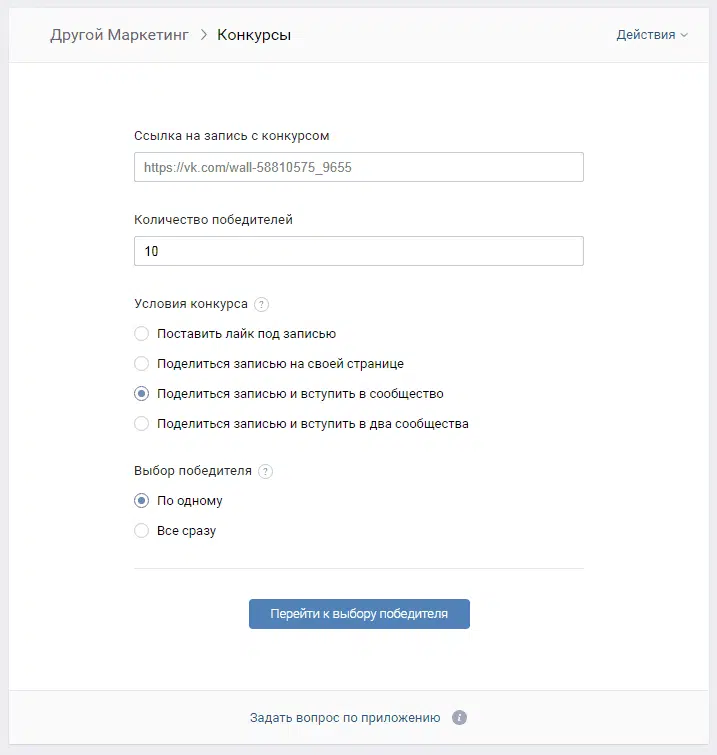 Другой Маркетинг > Конкурсы Действия
Ссылка на запись с конкурсом
https://vk.com/wall-58810575_9655
Количество победителей
10
Условия конкурса ?
Поставить лайк под записью
Поделиться записью на своей странице
Поделиться записью и вступить в сообщество
Поделиться записью и вступить в два сообщества
Выбор победителя ?
По одному
Все сразу
Перейти к выбору победителя
Задать вопрос по приложению i